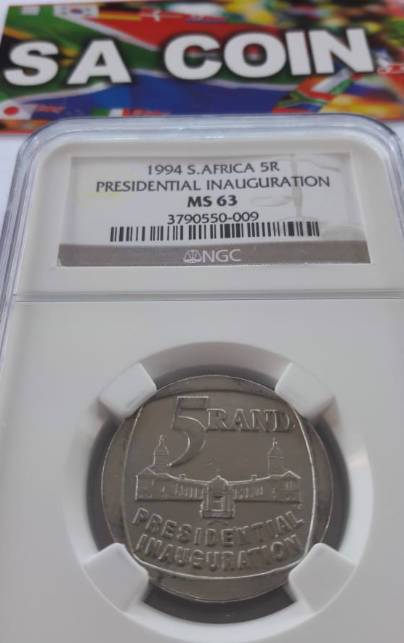 SA COIN
1994 S.AFRICA 5R
PRESIDENTIAL INAUGURATION
MS 63
3790550-009
NGC
5 RAND
PRESIDENTIAL
INAUGURATION